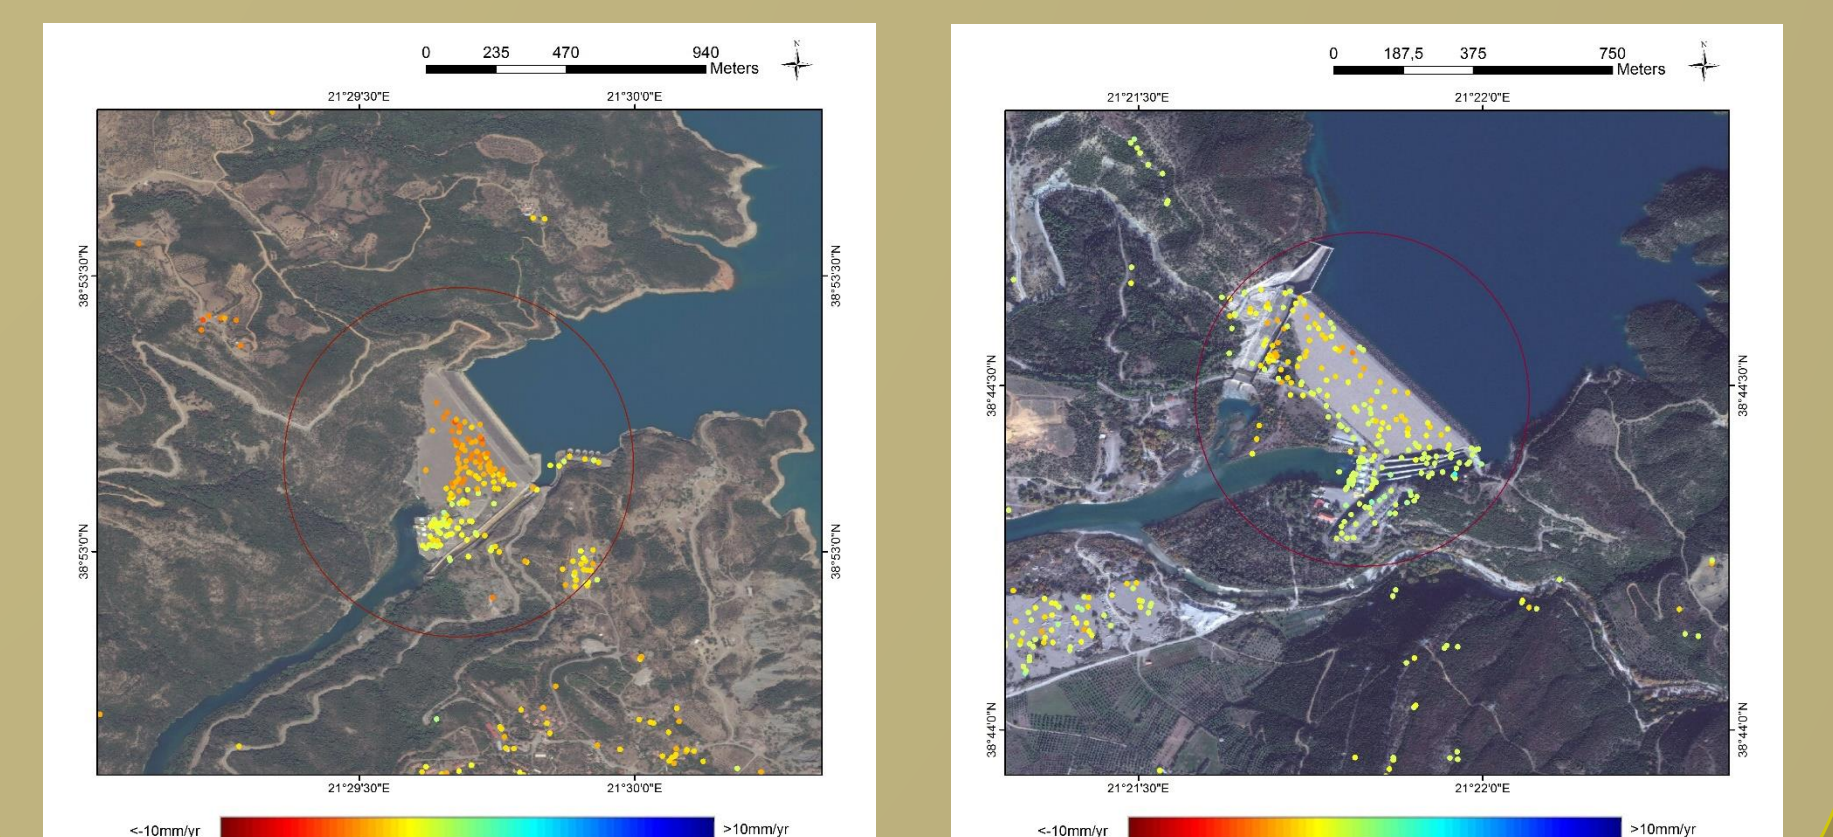 0 235 470 940
Meters
N
21°29'30"E 21°30'0"E
38°53'30"N 38°53'30"N
38°53'0"N 38°53'0"N
21°29'30"E 21°30'0"E
<-10mm/yr >10mm/yr
0 187,5 375 750
Meters
N
21°21'30"E 21°22'0"E
38°44'30"N 38°44'30"N
38°44'0"N 38°44'0"N
21°21'30"E 21°22'0"E
<-10mm/yr >10mm/yr